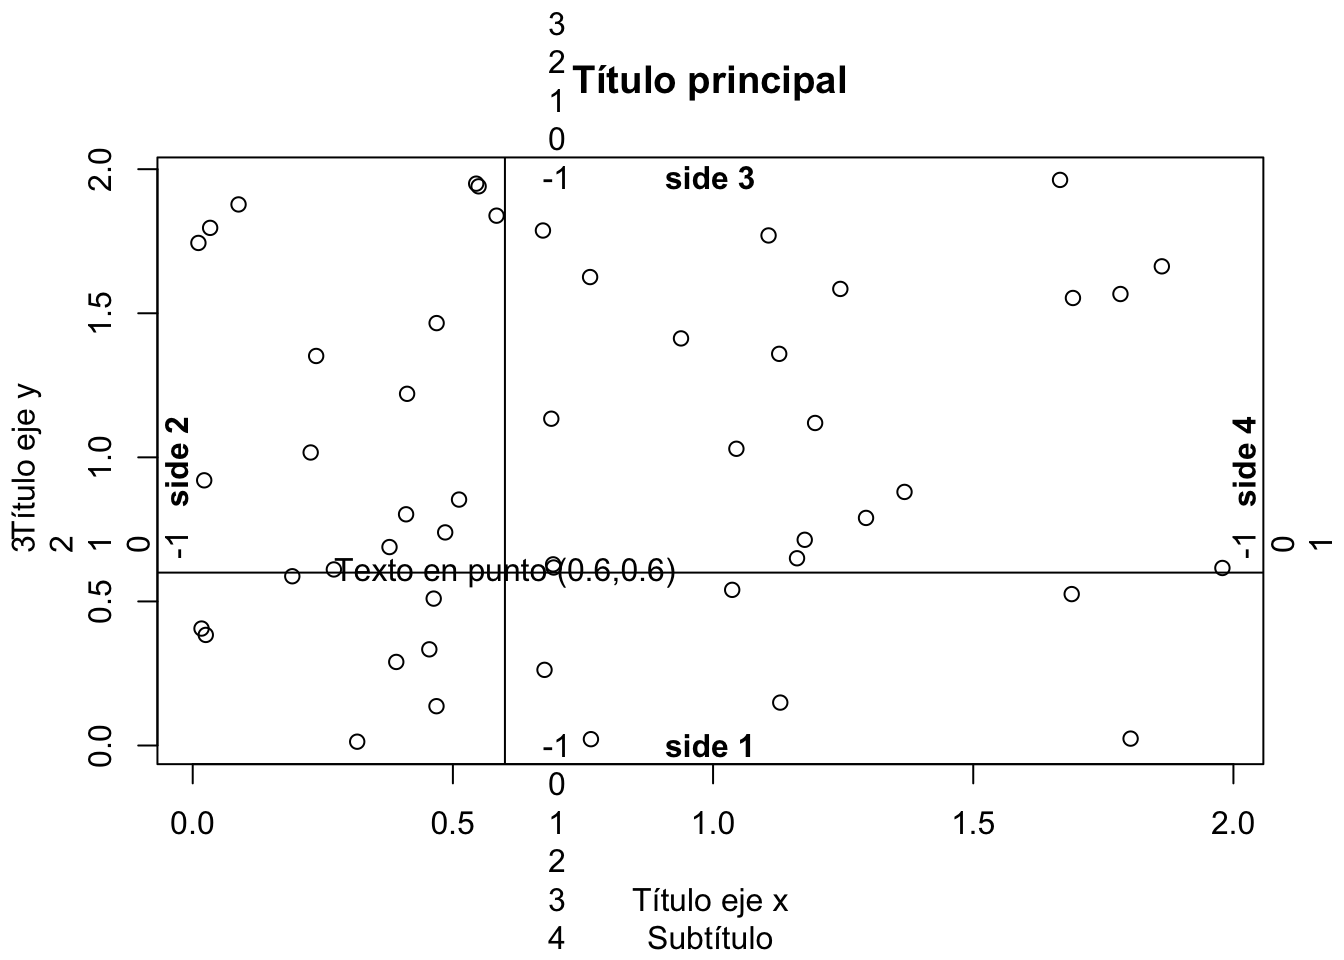 3
2
Título principal
1
0
-1 side 3
2.0
1.5
1.0
0.5
0.0
Título eje y
3
2
1
0
-1
side 2
side 4
-1
0
1
Texto en punto (0.6,0.6)
-1 side 1
0
0.0 0.5 1 1.0 1.5 2.0
2
3 Título eje x
4 Subtítulo